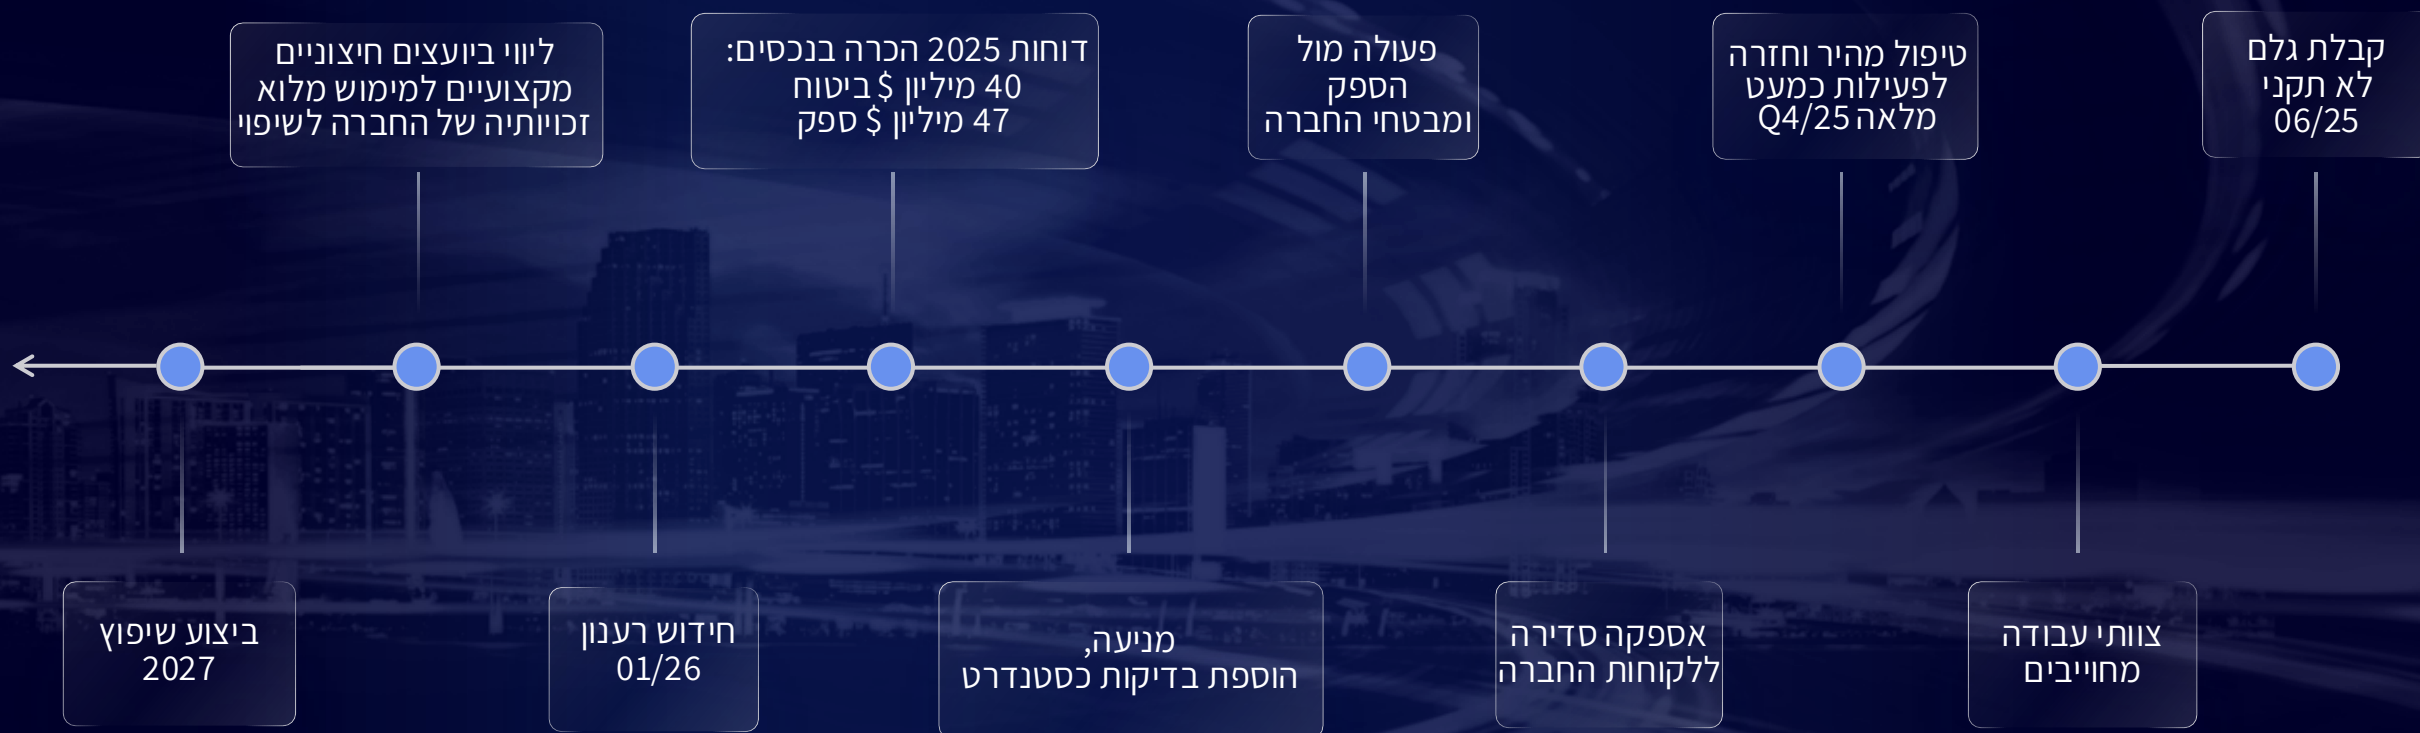 קבלת גלם
לא תקני
06/25
צוותי עבודה
מחוייבים
טיפול מהיר וחזרה
לפעילות כמעט
מלאה Q4/25
אספקה סדירה
ללקוחות החברה
פעולה מול
הספק
ומבטחי החברה
מניעה,
הוספת בדיקות כסטנדרט
דוחות 2025 הכרה בנכסים:
40 מיליון $ ביטוח
47 מיליון $ ספק
חידוש רענון
01/26
ליווי ביועצים חיצוניים
מקצועיים למימוש מלוא
זכויותיה של החברה לשיפוי
ביצוע שיפוץ
2027